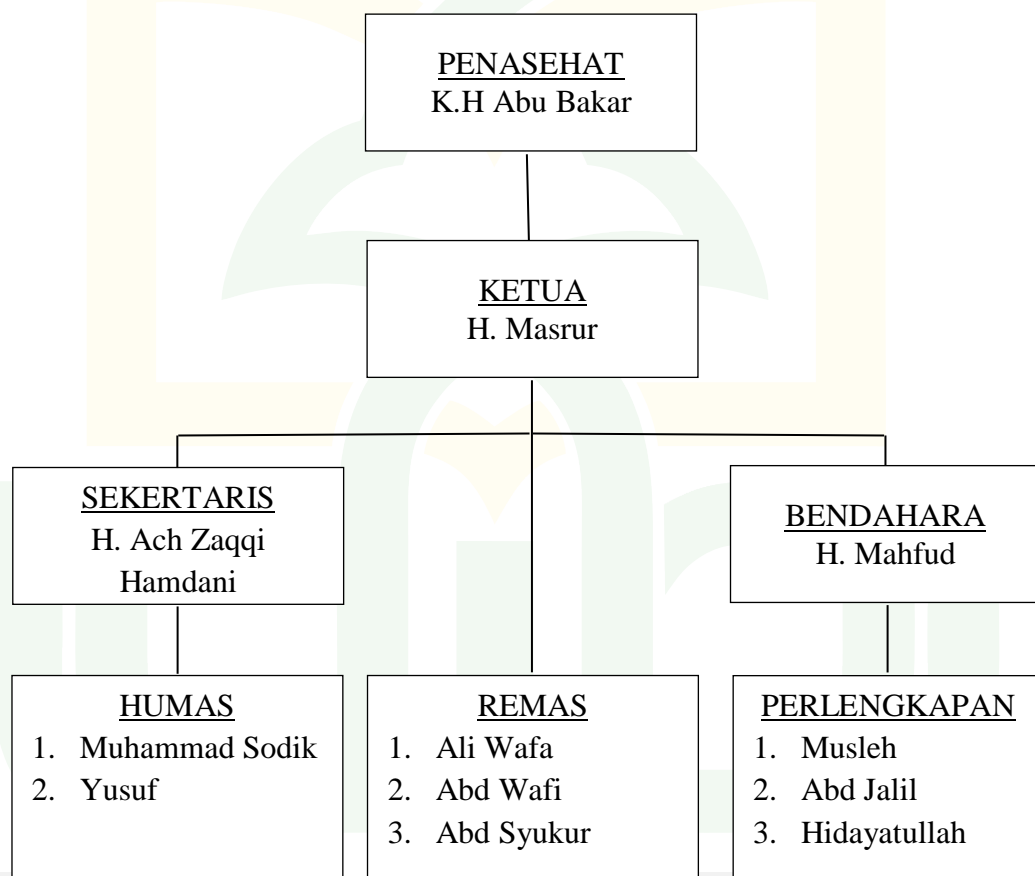 PENASEHAT
K.H Abu Bakar
KETUA
H. Masrur
SEKERTARIS
H. Ach Zaqqi
Hamdani
BENDAHARA
H. Mahfud
HUMAS
1. Muhammad Sodik
2. Yusuf
REMAS
1. Ali Wafa
2. Abd Wafi
3. Abd Syukur
PERLENGKAPAN
1. Musleh
2. Abd Jalil
3. Hidayatullah